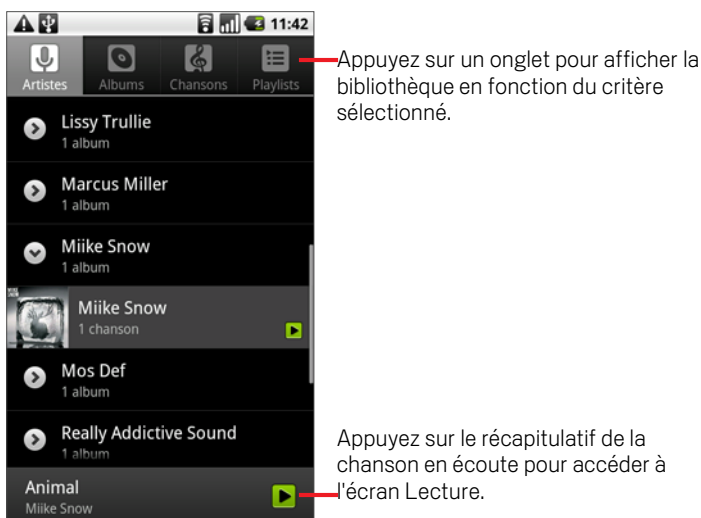 11:42
Artistes Albums Chansons Playlists
Appuyez sur un onglet pour afficher la
bibliothèque en fonction du critère
sélectionné.
Lissy Trullie
1 album
Marcus Miller
1 album
Miike Snow
1 album
Miike Snow
1 chanson
Mos Def
1 album
Really Addictive Sound
1 album
Animal
Miike Snow
Appuyez sur le récapitulatif de la
chanson en écoute pour accéder à
l'écran Lecture.